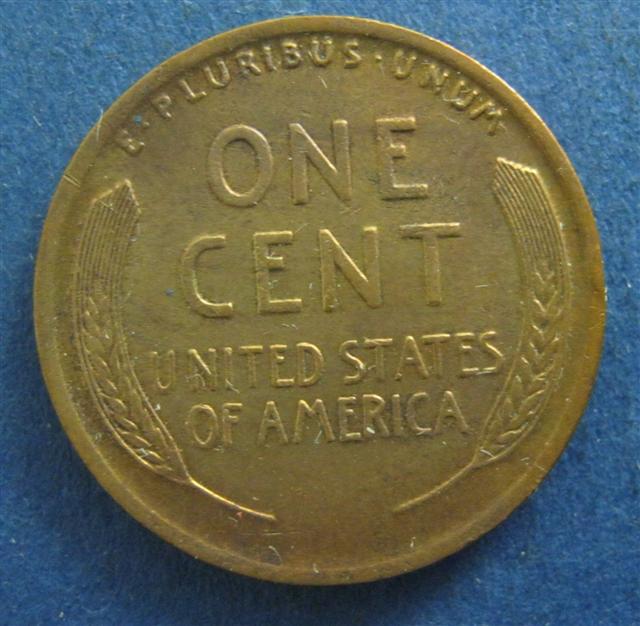 E · PLURIBUS · UNUM
ONE
CENT
UNITED STATES
OF AMERICA